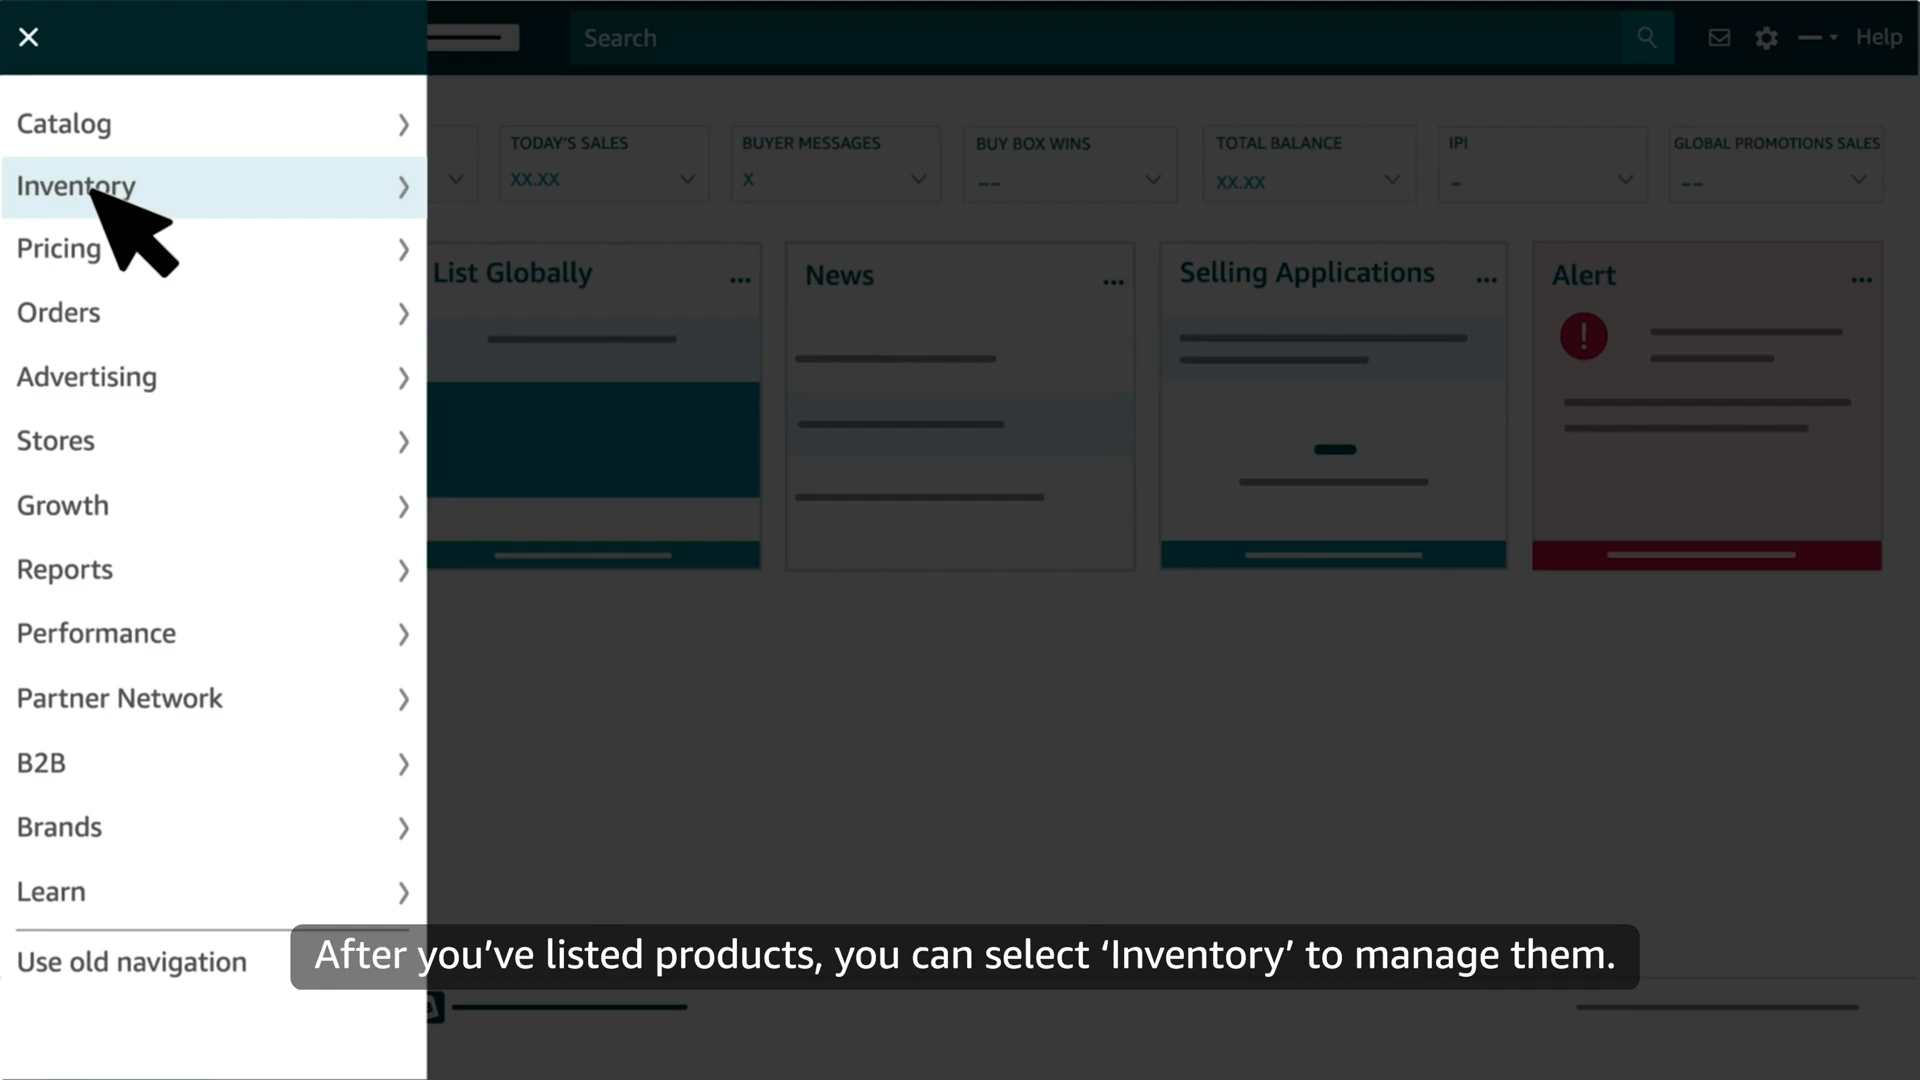 Search
Help
Catalog
Inventory
Pricing
Orders
Advertising
Stores
Growth
Reports
Performance
Partner Network
B2B
Brands
Learn
Use old navigation
TODAY'S SALES
XX.XX
BUYER MESSAGES
X
BUY BOX WINS
--
TOTAL BALANCE
XX.XX
IPI
-
GLOBAL PROMOTIONS SALES
--
List Globally
News
Selling Applications
Alert
After you’ve listed products, you can select ‘Inventory’ to manage them.